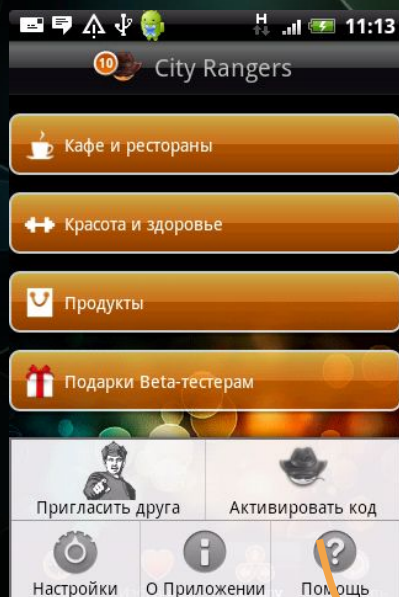 H 11:13
10 City Rangers
Кафе и рестораны
Красота и здоровье
Продукты
Подарки Beta-тестерам
Пригласить друга Активировать код
Настройки О Приложении Помощь